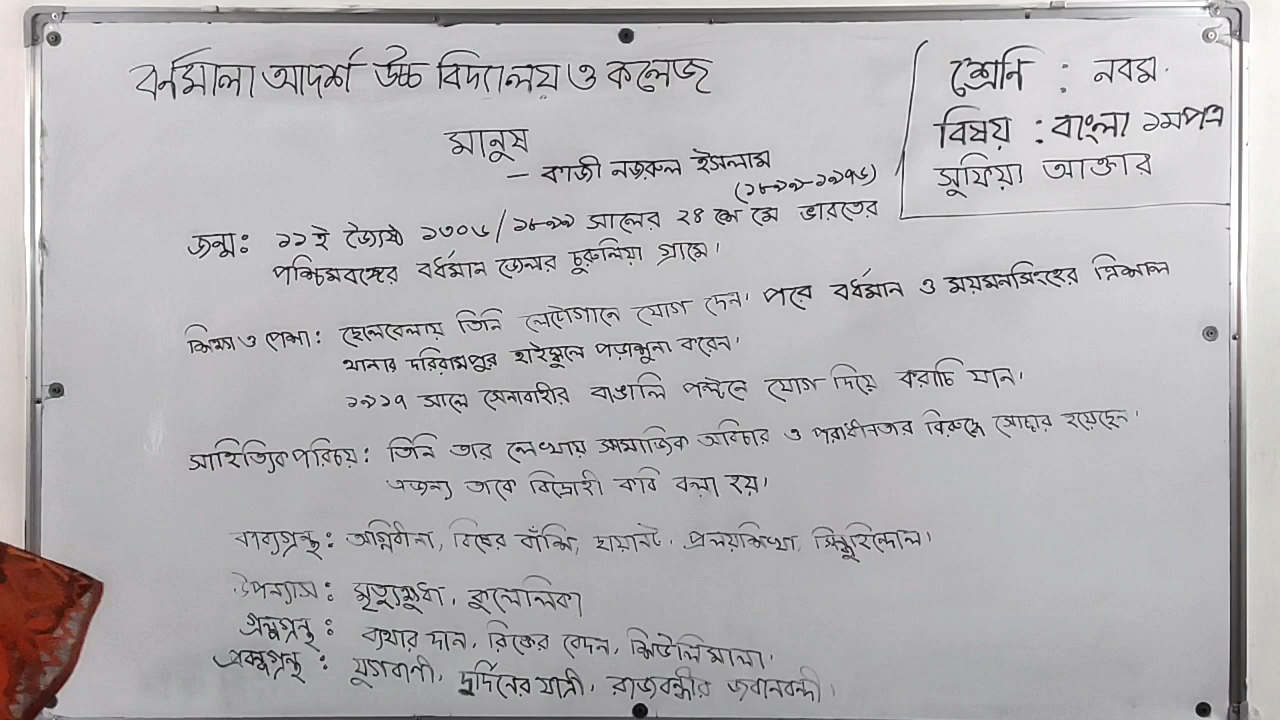 বর্নমালা আদর্শ উচ্চ বিদ্যালয় ও কলেজ
শ্রেনি : নবম.
বিষয় : বাংলা ১মপত্র
সুফিয়া আক্তার
মানুষ
– কাজী নজরুল ইসলাম
(১৮৯৯-১৯৭৬)
জন্ম: ১১ই জ্যৈষ্ঠ ১৩০৬/১৮৯৯ সালের ২৪ শে মে ভারতের
পশ্চিমবঙ্গের বর্ধমান জেলর চুরুলিয়া গ্রামে।
শিক্ষা ও পেশা: ছেলেবেলায় তিনি লেটোগানে যোগ দেন। পরে বর্ধমান ও ময়মনসিংহের ত্রিশাল
থানার দরিরামপুর হাইস্কুলে পড়াশুনা করেন।
১৯১৭ সালে সেনাবাহীর বাঙালি পল্টনে যোগ দিয়ে করাচি যান।
সাহিত্যিক পরিচয়: তিনি তার লেখায় সামাজিক অবিচার ও পরাধীনতার বিরুদ্ধে সোচ্চার হয়েছেন।
এজন্য তাকে বিদ্রোহী কবি বলা হয়।
কাব্যগ্রন্থ: অগ্নিবীনা, বিষের বাঁশি, ছায়ানট, প্রলয়শিখা, সিন্ধুহিন্দোল।
উপন্যাস: মৃত্যুক্ষুধা, কুহেলিকা
গল্পগ্রন্থ: ব্যথার দান, রিক্তের বেদন, শিউলিমালা।
প্রবন্ধগ্রন্থ: যুগবানী, দুর্দিনের যাত্রী, রাজবন্দ্বীর জবানবন্দী।